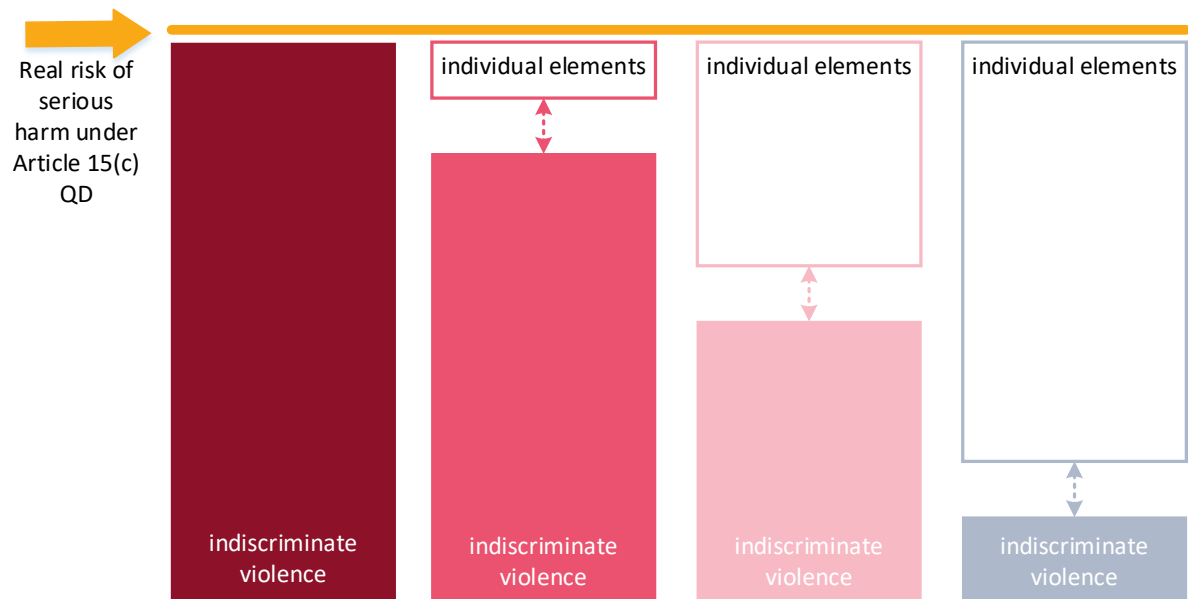 Real risk of
serious
harm under
Article 15(c)
QD
individual elements
individual elements
individual elements
indiscriminate
violence
indiscriminate
violence
indiscriminate
violence
indiscriminate
violence